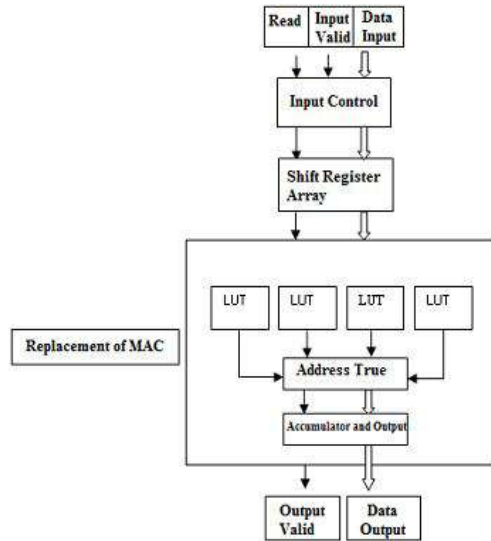 Read
Input
Valid
Data
Input
Input Control
Shift Register
Array
LUT
LUT
LUT
LUT
Replacement of MAC
Address True
Accumulator and Output
Output
Valid
Data
Output